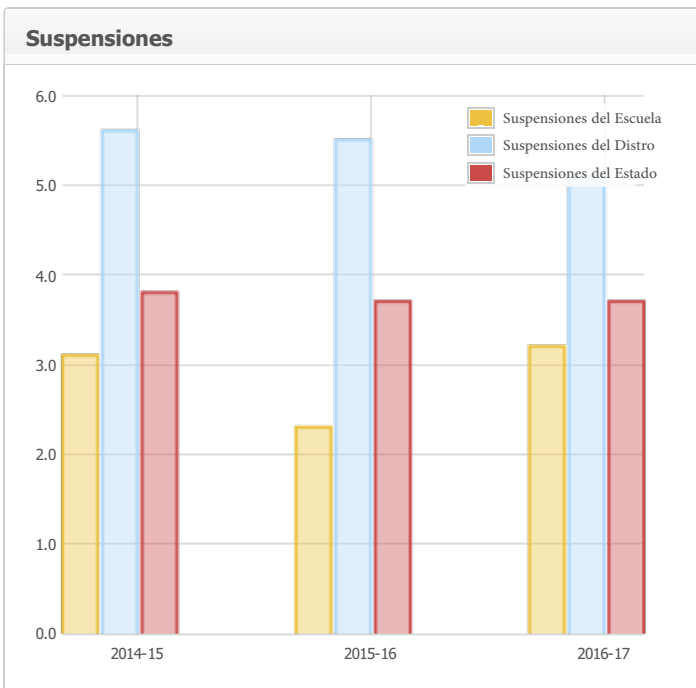 Suspensiones
6.0
5.0
4.0
3.0
2.0
1.0
0.0
Suspensiones del Escuela
Suspensiones del Distro
Suspensiones del Estado
2014-15 2015-16 2016-17